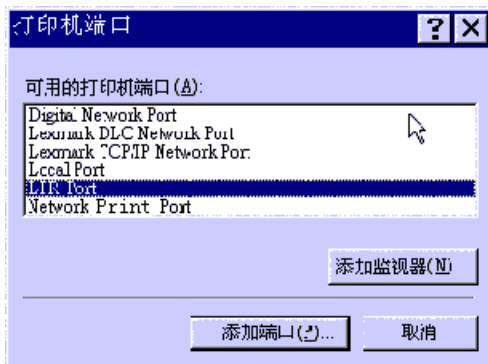 打印机端口
可用的打印机端口(A):
Digital Network Port
Lexmark DLC Network Port
Lexmark TCP/IP Network Port
Local Port
LPR Port
Network Print Port
添加监视器(N)
添加端口(P)...
取消